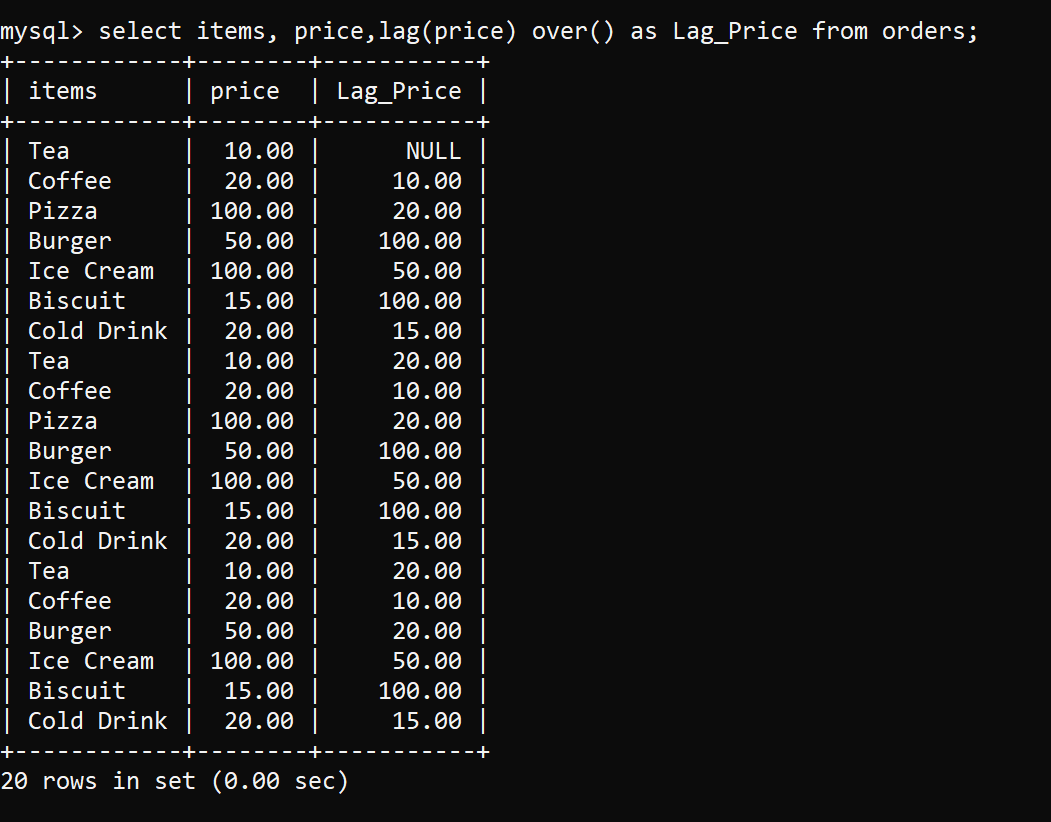 mysql> select items, price,lag(price) over() as Lag_Price from orders;
+------------+--------+-----------+
| items      | price  | Lag_Price |
+------------+--------+-----------+
| Tea        |  10.00 |      NULL |
| Coffee     |  20.00 |     10.00 |
| Pizza      | 100.00 |     20.00 |
| Burger     |  50.00 |    100.00 |
| Ice Cream  | 100.00 |     50.00 |
| Biscuit    |  15.00 |    100.00 |
| Cold Drink |  20.00 |     15.00 |
| Tea        |  10.00 |     20.00 |
| Coffee     |  20.00 |     10.00 |
| Pizza      | 100.00 |     20.00 |
| Burger     |  50.00 |    100.00 |
| Ice Cream  | 100.00 |     50.00 |
| Biscuit    |  15.00 |    100.00 |
| Cold Drink |  20.00 |     15.00 |
| Tea        |  10.00 |     20.00 |
| Coffee     |  20.00 |     10.00 |
| Burger     |  50.00 |     20.00 |
| Ice Cream  | 100.00 |     50.00 |
| Biscuit    |  15.00 |    100.00 |
| Cold Drink |  20.00 |     15.00 |
+------------+--------+-----------+
20 rows in set (0.00 sec)